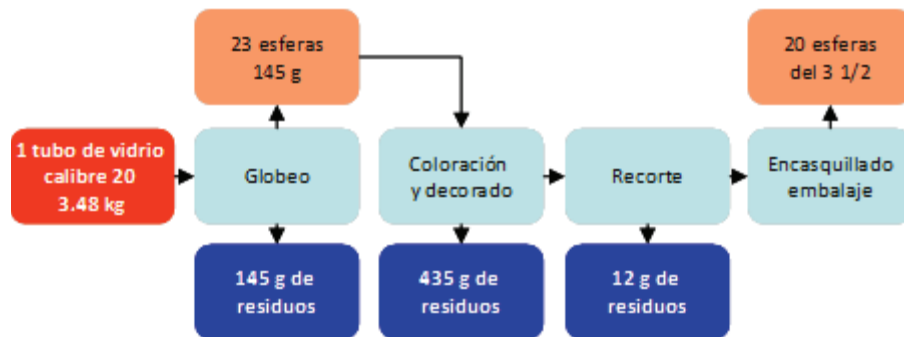 23 esferas
145 g
20 esferas
del 3 1/2
1 tubo de vidrio
calibre 20
3.48 kg
Globeo
Coloración
y decorado
Recorte
Encasquillado
embalaje
145 g de
residuos
435 g de
residuos
12 g de
residuos